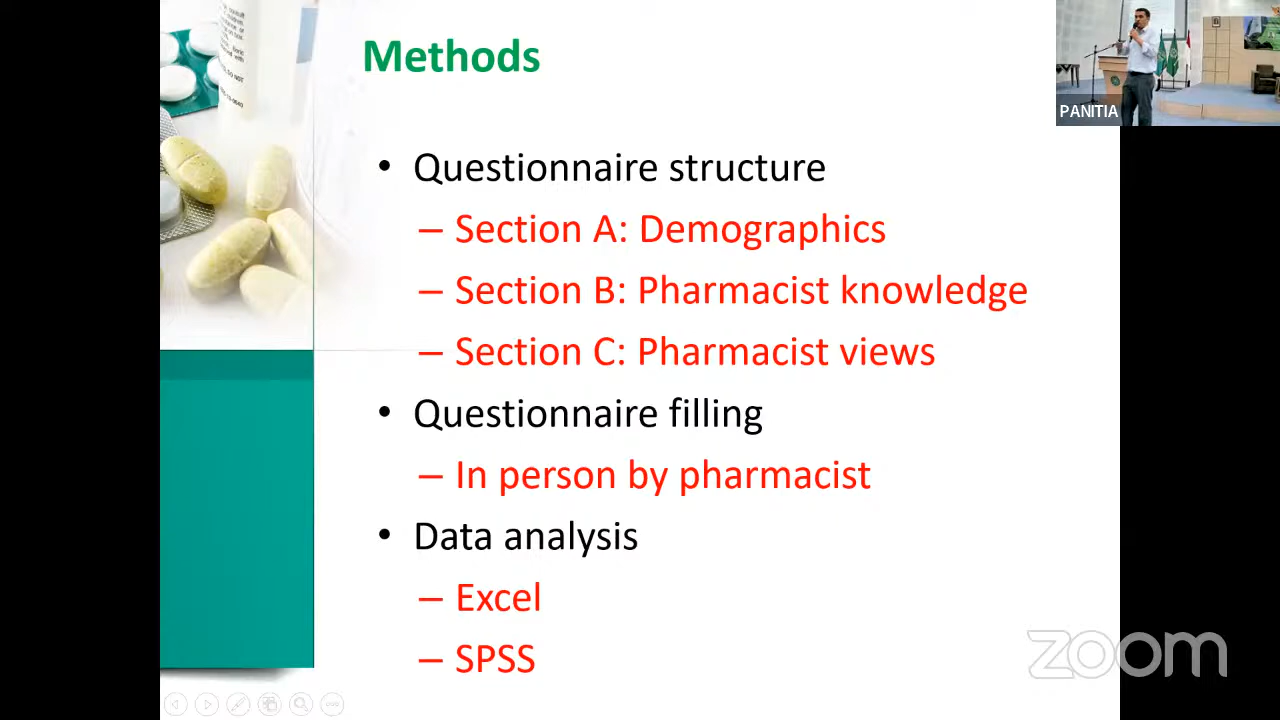 Methods
PANITIA
• Questionnaire structure
– Section A: Demographics
– Section B: Pharmacist knowledge
– Section C: Pharmacist views
• Questionnaire filling
– In person by pharmacist
• Data analysis
– Excel
– SPSS
zoom